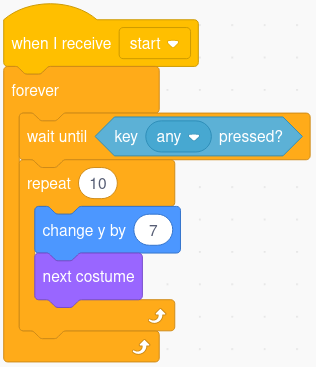 when I receive start
forever
wait until key any pressed?
repeat 10
change y by 7
next costume